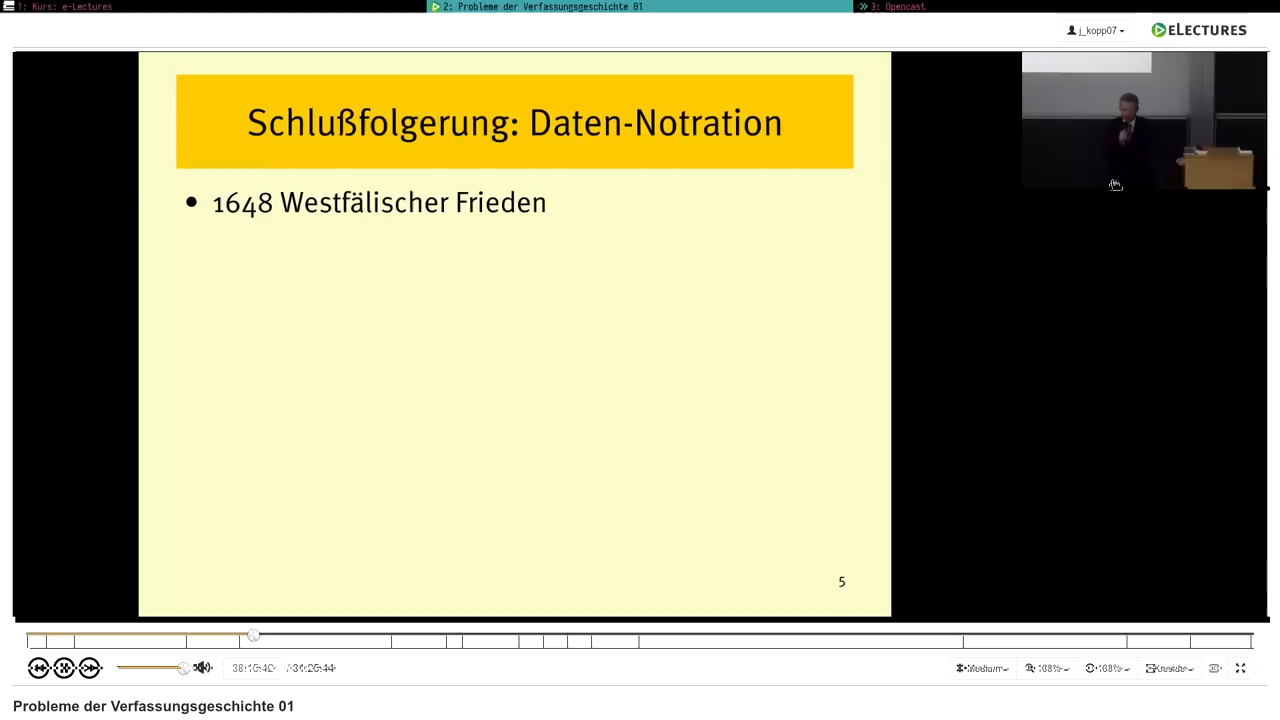 1: Kurs: e-Lectures
2: Probleme der Verfassungsgeschichte 01
3: Opencast
j_kopp07
eLECTURES
Schlußfolgerung: Daten-Notration
• 1648 Westfälischer Frieden
5
Probleme der Verfassungsgeschichte 01